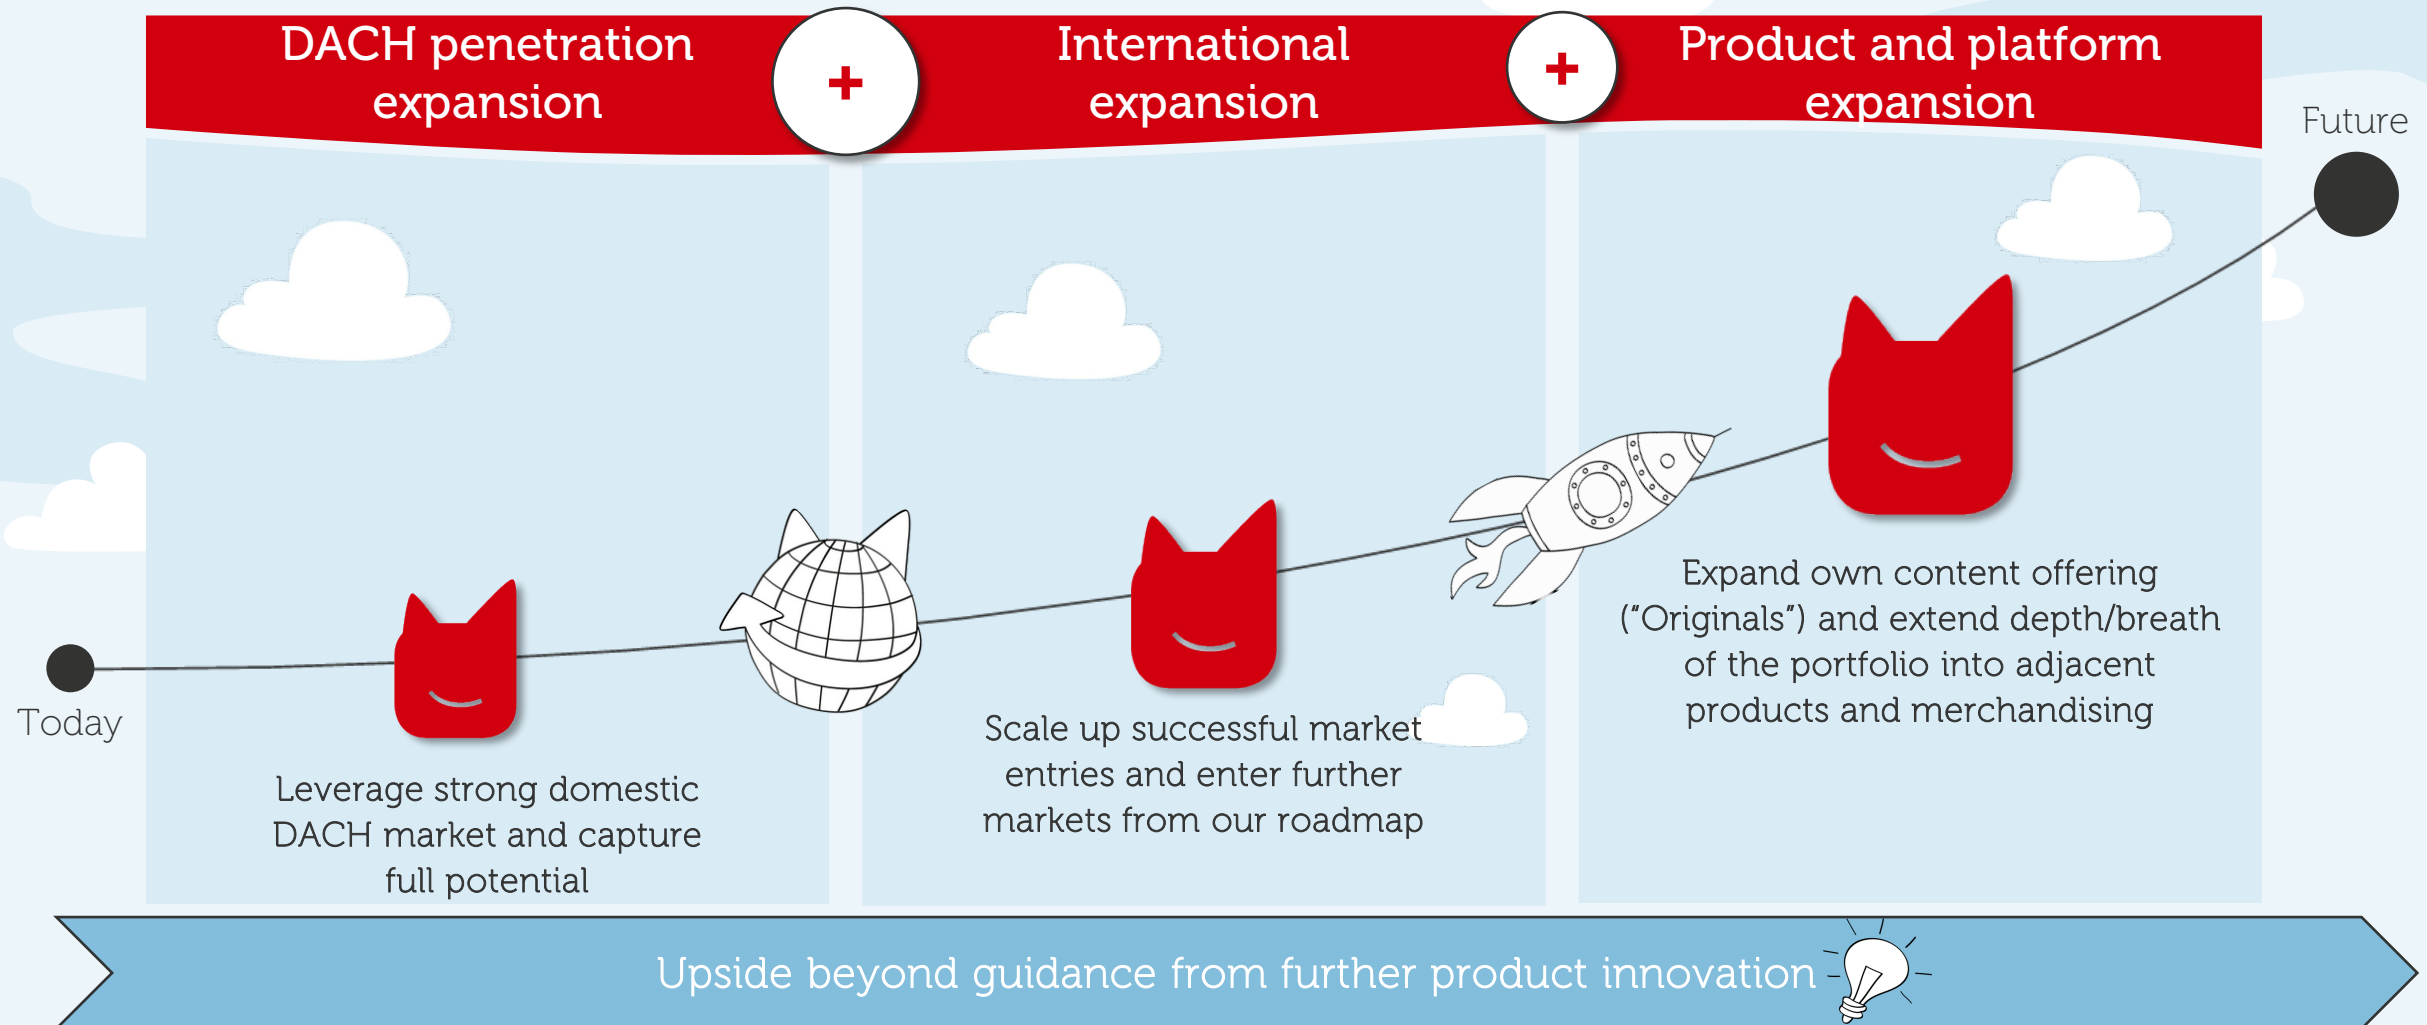 DACH penetration
expansion
+
International
expansion
+
Product and platform
expansion
Future
Today
Leverage strong domestic
DACH market and capture
full potential
Scale up successful market
entries and enter further
markets from our roadmap
Expand own content offering
(“Originals”) and extend depth/breath
of the portfolio into adjacent
products and merchandising
Upside beyond guidance from further product innovation